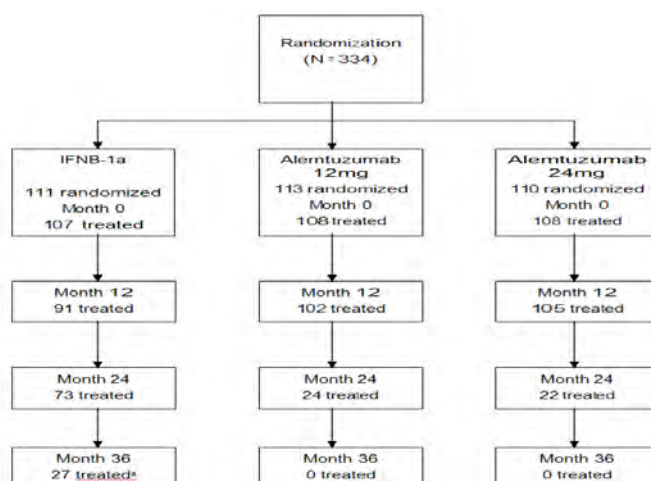 Randomization
(N = 334)
IFNB-1a
111 randomized
Month 0
107 treated
Alemtuzumab
12mg
113 randomized
Month 0
108 treated
Alemtuzumab
24mg
110 randomized
Month 0
108 treated
Month 12
91 treated
Month 12
102 treated
Month 12
105 treated
Month 24
73 treated
Month 24
24 treated
Month 24
22 treated
Month 36
27 treatedª
Month 36
0 treated
Month 36
0 treated